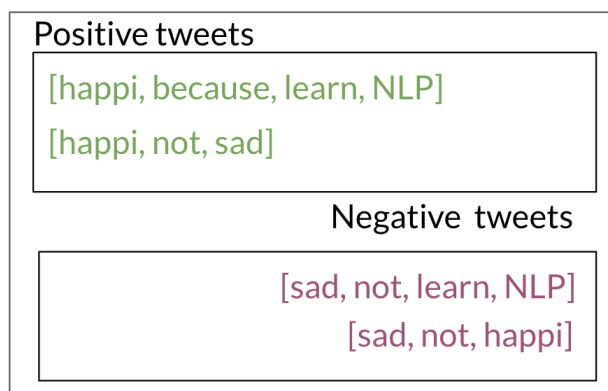 Positive tweets
[happi, because, learn, NLP]
[happi, not, sad]
Negative tweets
[sad, not, learn, NLP]
[sad, not, happi]